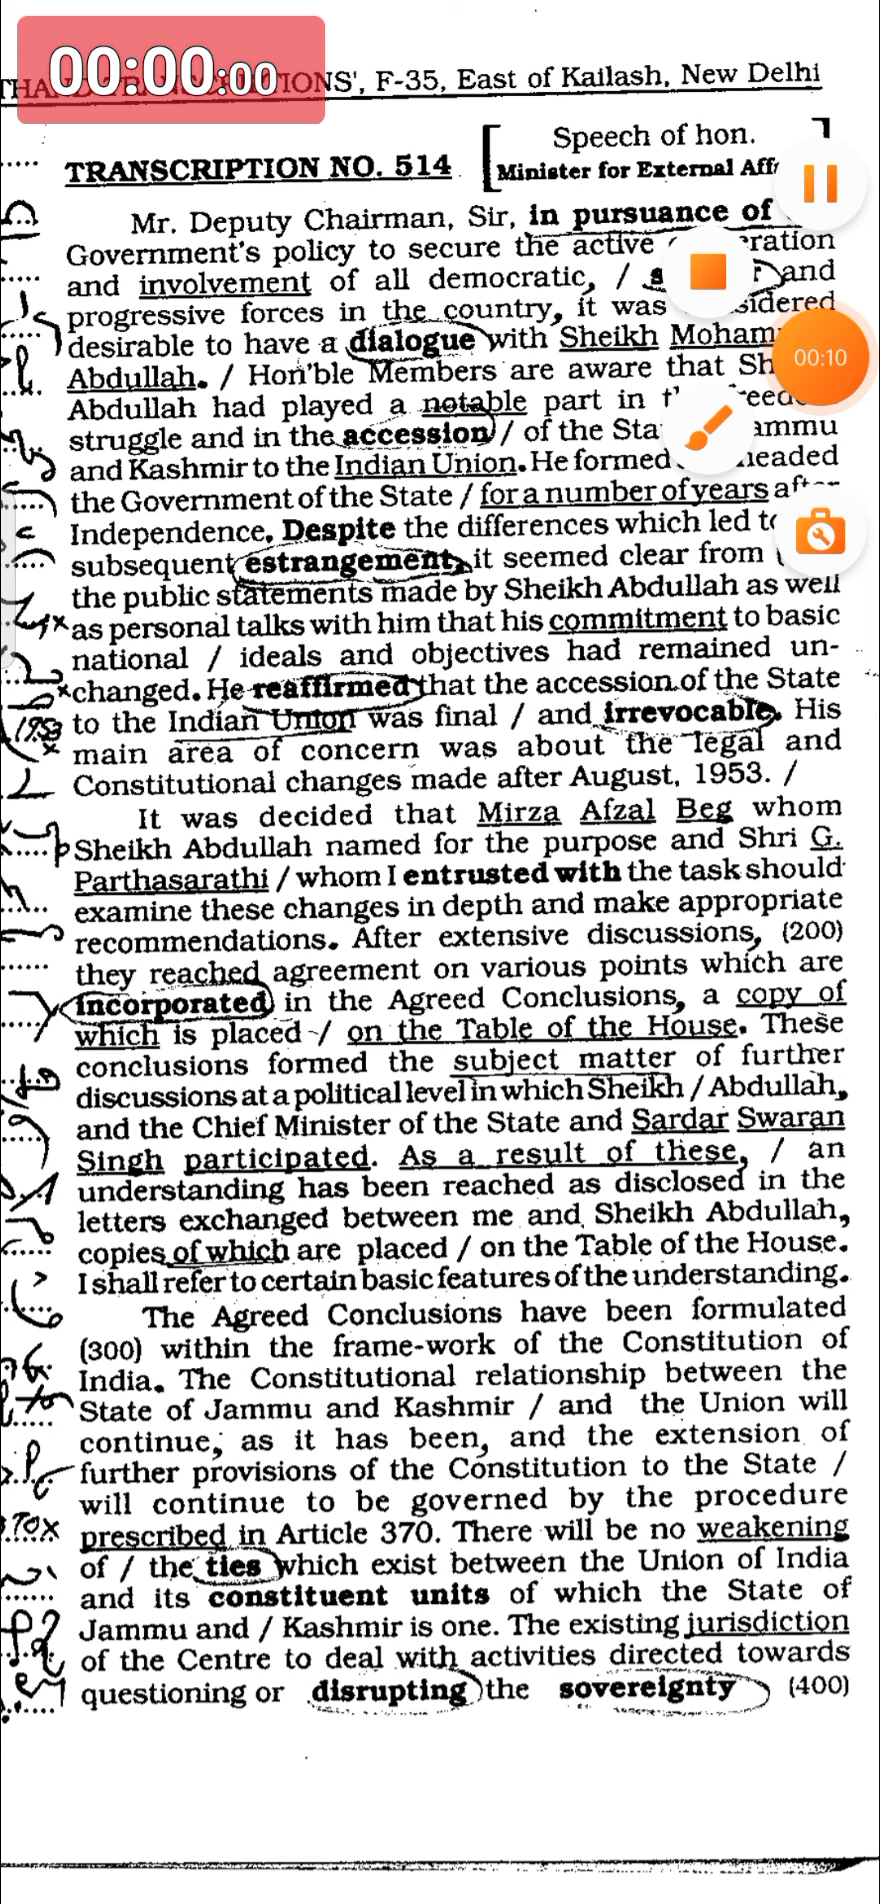 00:00:00
IONS', F-35, East of Kailash, New Delhi
TRANSCRIPTION NO. 514
Speech of hon.
Minister for External
Mr. Deputy Chairman, Sir, in pursuance of
Government's policy to secure the active
and involvement of all democratic, / and
progressive forces in the country, it was
desirable to have a dialogue with Sheikh
00:10
Abdullah. / Hon'ble Members are aware that
Abdullah had played a notable part in
struggle and in the accession / of the
and Kashmir to the Indian Union. He formed headed
the Government of the State / for a number of years
Independence. Despite the differences which led
subsequent estrangement, it seemed clear from
the public statements made by Sheikh Abdullah as well
as personal talks with him that his commitment to basic
national / ideals and objectives had remained un-
changed. He reaffirmed that the accession of the State
1953
to the Indian Union was final / and irrevocable. His
main area of concern was about the legal and
Constitutional changes made after August, 1953. /
It was decided that Mirza Afzal Beg whom
Sheikh Abdullah named for the purpose and Shri G.
Parthasarathi / whom I entrusted with the task should
examine these changes in depth and make appropriate
recommendations. After extensive discussions, (200)
they reached agreement on various points which are
incorporated in the Agreed Conclusions, a copy of
which is placed / on the Table of the House. These
conclusions formed the subject matter of further
discussions at a political level in which Sheikh / Abdullah,
and the Chief Minister of the State and Sardar Swaran
Singh participated. As a result of these, / an
understanding has been reached as disclosed in the
letters exchanged between me and Sheikh Abdullah,
copies of which are placed / on the Table of the House.
I shall refer to certain basic features of the understanding.
The Agreed Conclusions have been formulated
(300) within the frame-work of the Constitution of
India. The Constitutional relationship between the
State of Jammu and Kashmir / and the Union will
continue, as it has been, and the extension of
further provisions of the Constitution to the State /
will continue to be governed by the procedure
prescribed in Article 370. There will be no weakening
of / the ties which exist between the Union of India
and its constituent units of which the State of
Jammu and / Kashmir is one. The existing jurisdiction
of the Centre to deal with activities directed towards
questioning or disrupting the sovereignty (400)